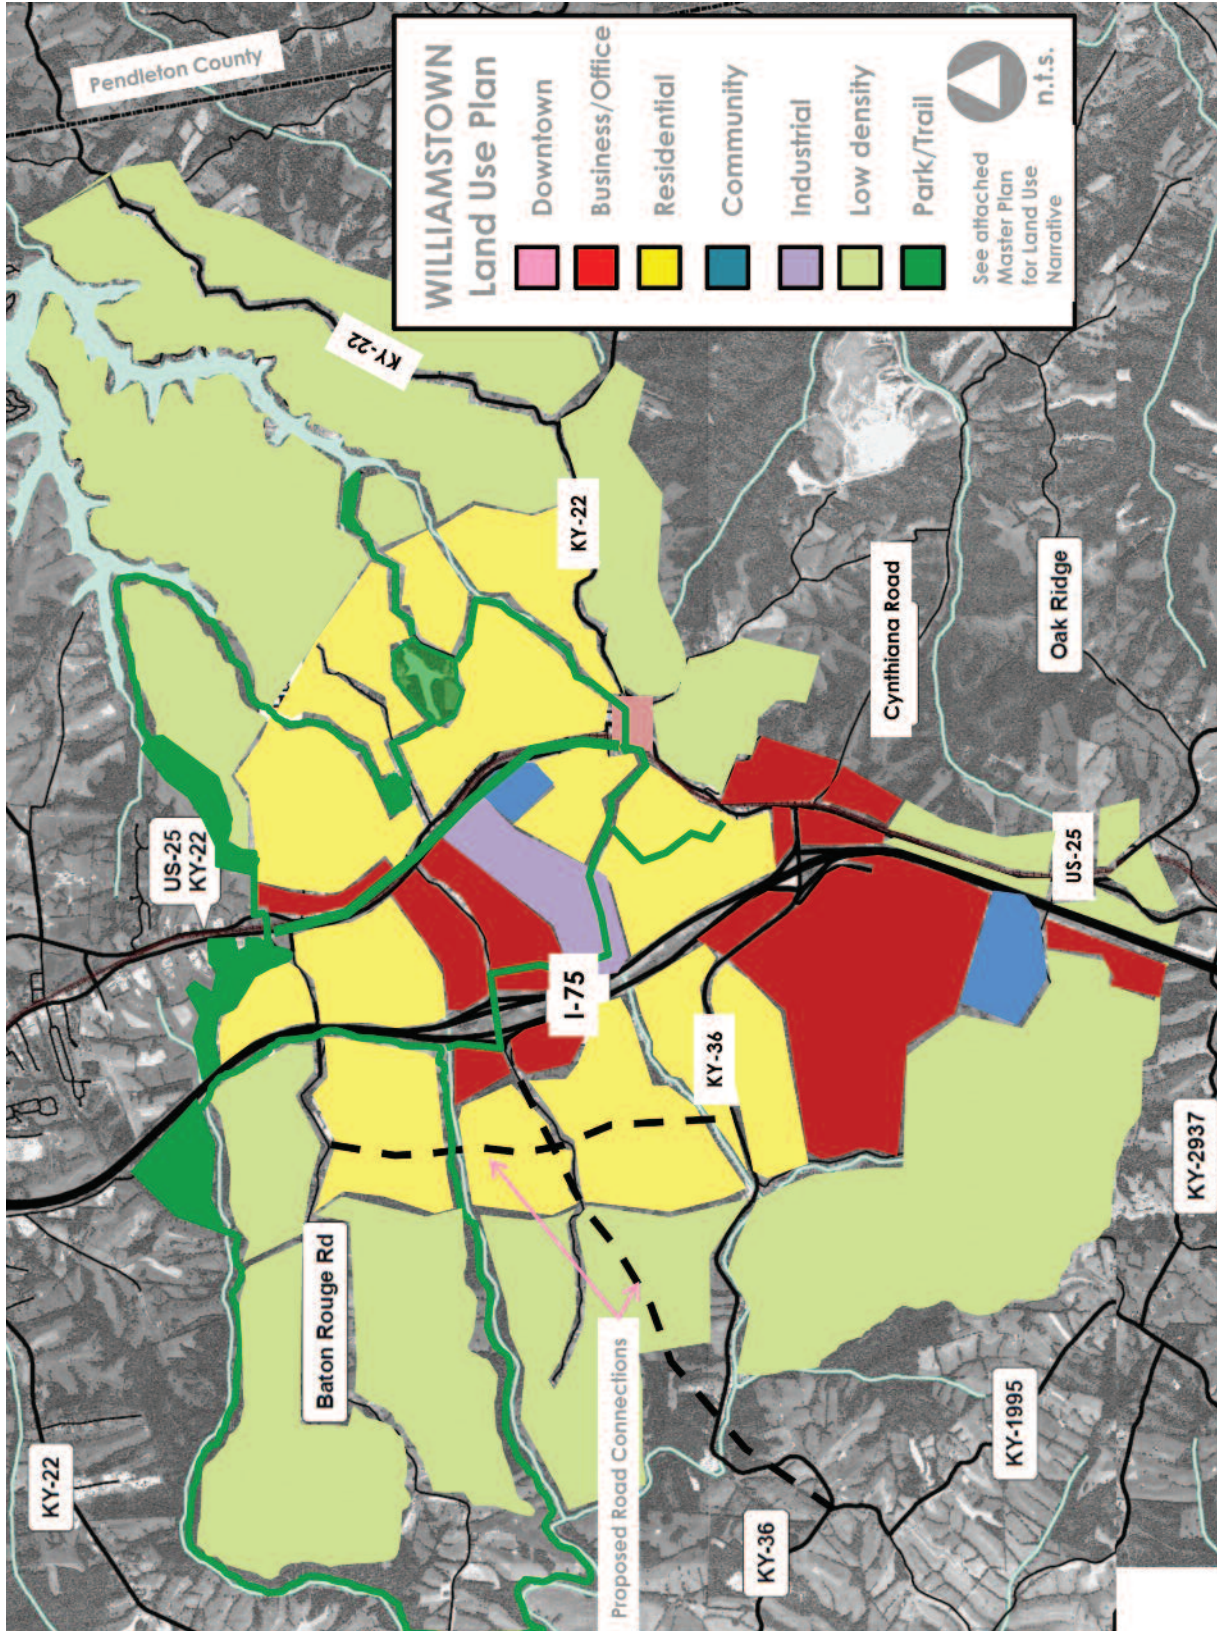 WILLIAMSTOWN
Land Use Plan
Downtown
Business/Office
Residential
Community
Industrial
Low density
Park/Trail
See attached
Master Plan
for Land Use
Narrative
n.t.s.
Pendleton County
KY-22
KY-22
US-25
KY-22
I-75
KY-36
Cynthiana Road
Oak Ridge
US-25
Baton Rouge Rd
KY-22
Proposed Road Connections
KY-36
KY-1995
KY-2937